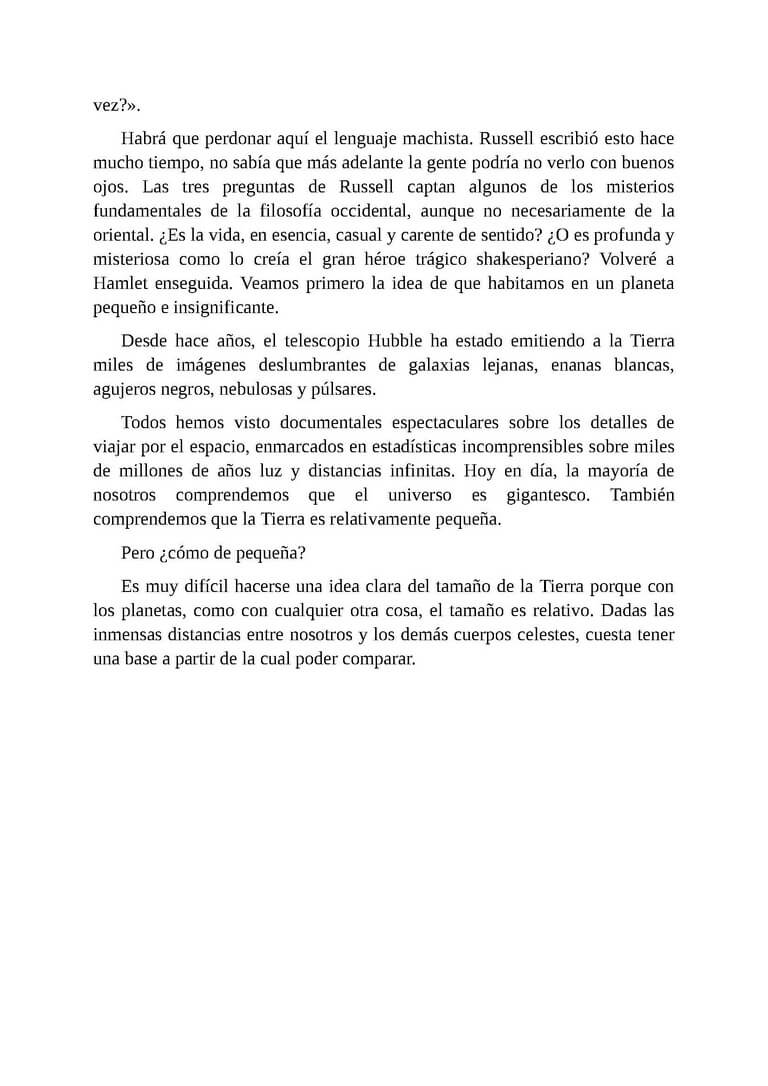 vez?».
Habrá que perdonar aquí el lenguaje machista. Russell escribió esto hace
mucho tiempo, no sabía que más adelante la gente podría no verlo con buenos
ojos. Las tres preguntas de Russell captan algunos de los misterios
fundamentales de la filosofía occidental, aunque no necesariamente de la
oriental. ¿Es la vida, en esencia, casual y carente de sentido? ¿O es profunda y
misteriosa como lo creía el gran héroe trágico shakesperiano? Volveré a
Hamlet enseguida. Veamos primero la idea de que habitamos en un planeta
pequeño e insignificante.
Desde hace años, el telescopio Hubble ha estado emitiendo a la Tierra
miles de imágenes deslumbrantes de galaxias lejanas, enanas blancas,
agujeros negros, nebulosas y púlsares.
Todos hemos visto documentales espectaculares sobre los detalles de
viajar por el espacio, enmarcados en estadísticas incomprensibles sobre miles
de millones de años luz y distancias infinitas. Hoy en día, la mayoría de
nosotros comprendemos que el universo es gigantesco. También
comprendemos que la Tierra es relativamente pequeña.
Pero ¿cómo de pequeña?
Es muy difícil hacerse una idea clara del tamaño de la Tierra porque con
los planetas, como con cualquier otra cosa, el tamaño es relativo. Dadas las
inmensas distancias entre nosotros y los demás cuerpos celestes, cuesta tener
una base a partir de la cual poder comparar.